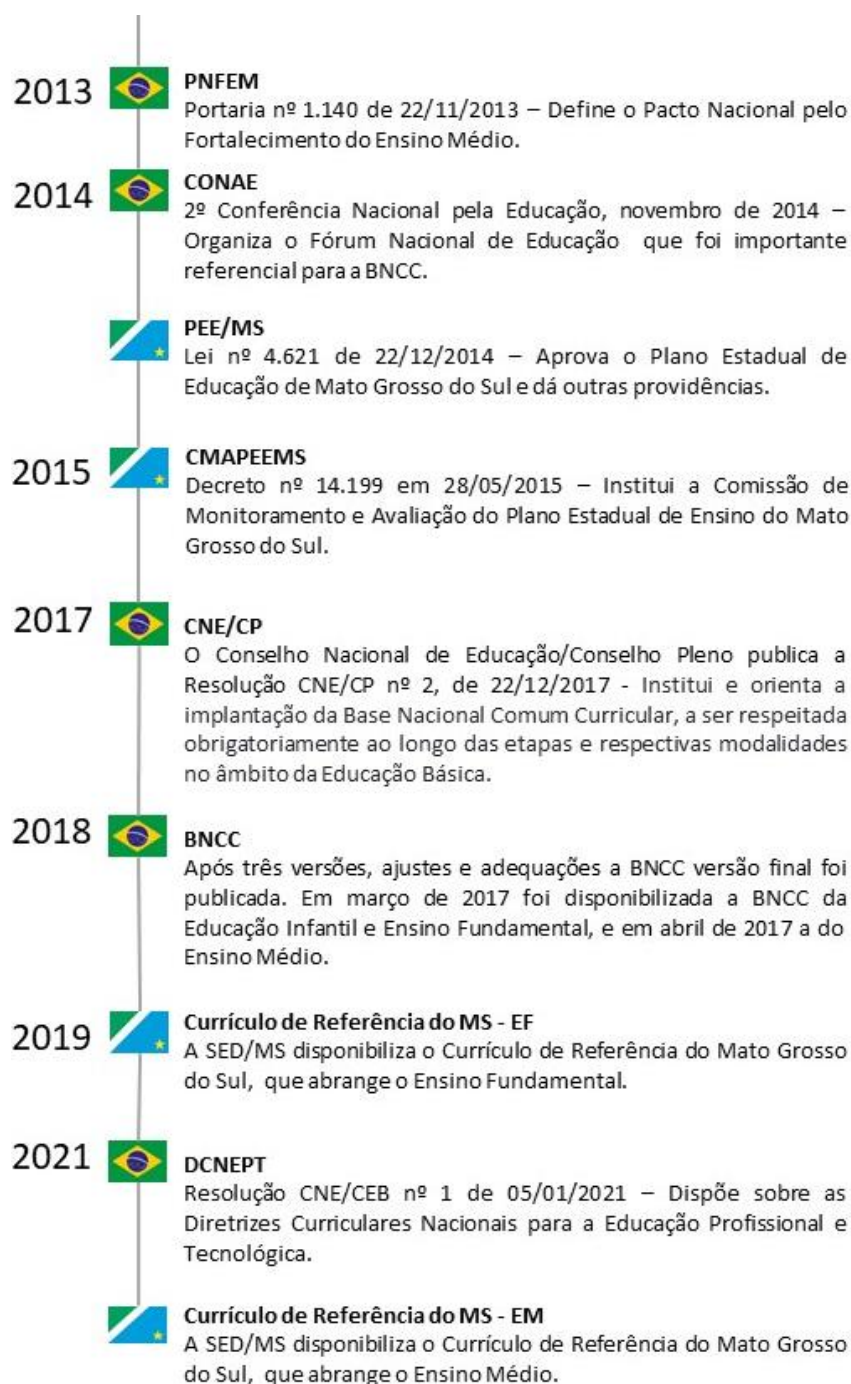 2013
PNFEM
Portaria nº 1.140 de 22/11/2013 – Define o Pacto Nacional pelo
Fortalecimento do Ensino Médio.
2014
CONAE
2º Conferência Nacional pela Educação, novembro de 2014 –
Organiza o Fórum Nacional de Educação que foi importante
referencial para a BNCC.
PEE/MS
Lei nº 4.621 de 22/12/2014 – Aprova o Plano Estadual de
Educação de Mato Grosso do Sul e dá outras providências.
2015
CMAPEEMS
Decreto nº 14.199 em 28/05/2015 – Institui a Comissão de
Monitoramento e Avaliação do Plano Estadual de Ensino do Mato
Grosso do Sul.
2017
CNE/CP
O Conselho Nacional de Educação/Conselho Pleno publica a
Resolução CNE/CP nº 2, de 22/12/2017 - Institui e orienta a
implantação da Base Nacional Comum Curricular, a ser respeitada
obrigatoriamente ao longo das etapas e respectivas modalidades
no âmbito da Educação Básica.
2018
BNCC
Após três versões, ajustes e adequações a BNCC versão final foi
publicada. Em março de 2017 foi disponibilizada a BNCC da
Educação Infantil e Ensino Fundamental, e em abril de 2017 a do
Ensino Médio.
2019
Currículo de Referência do MS - EF
A SED/MS disponibiliza o Currículo de Referência do Mato Grosso
do Sul, que abrange o Ensino Fundamental.
2021
DCNEPT
Resolução CNE/CEB nº 1 de 05/01/2021 – Dispõe sobre as
Diretrizes Curriculares Nacionais para a Educação Profissional e
Tecnológica.
Currículo de Referência do MS - EM
A SED/MS disponibiliza o Currículo de Referência do Mato Grosso
do Sul, que abrange o Ensino Médio.